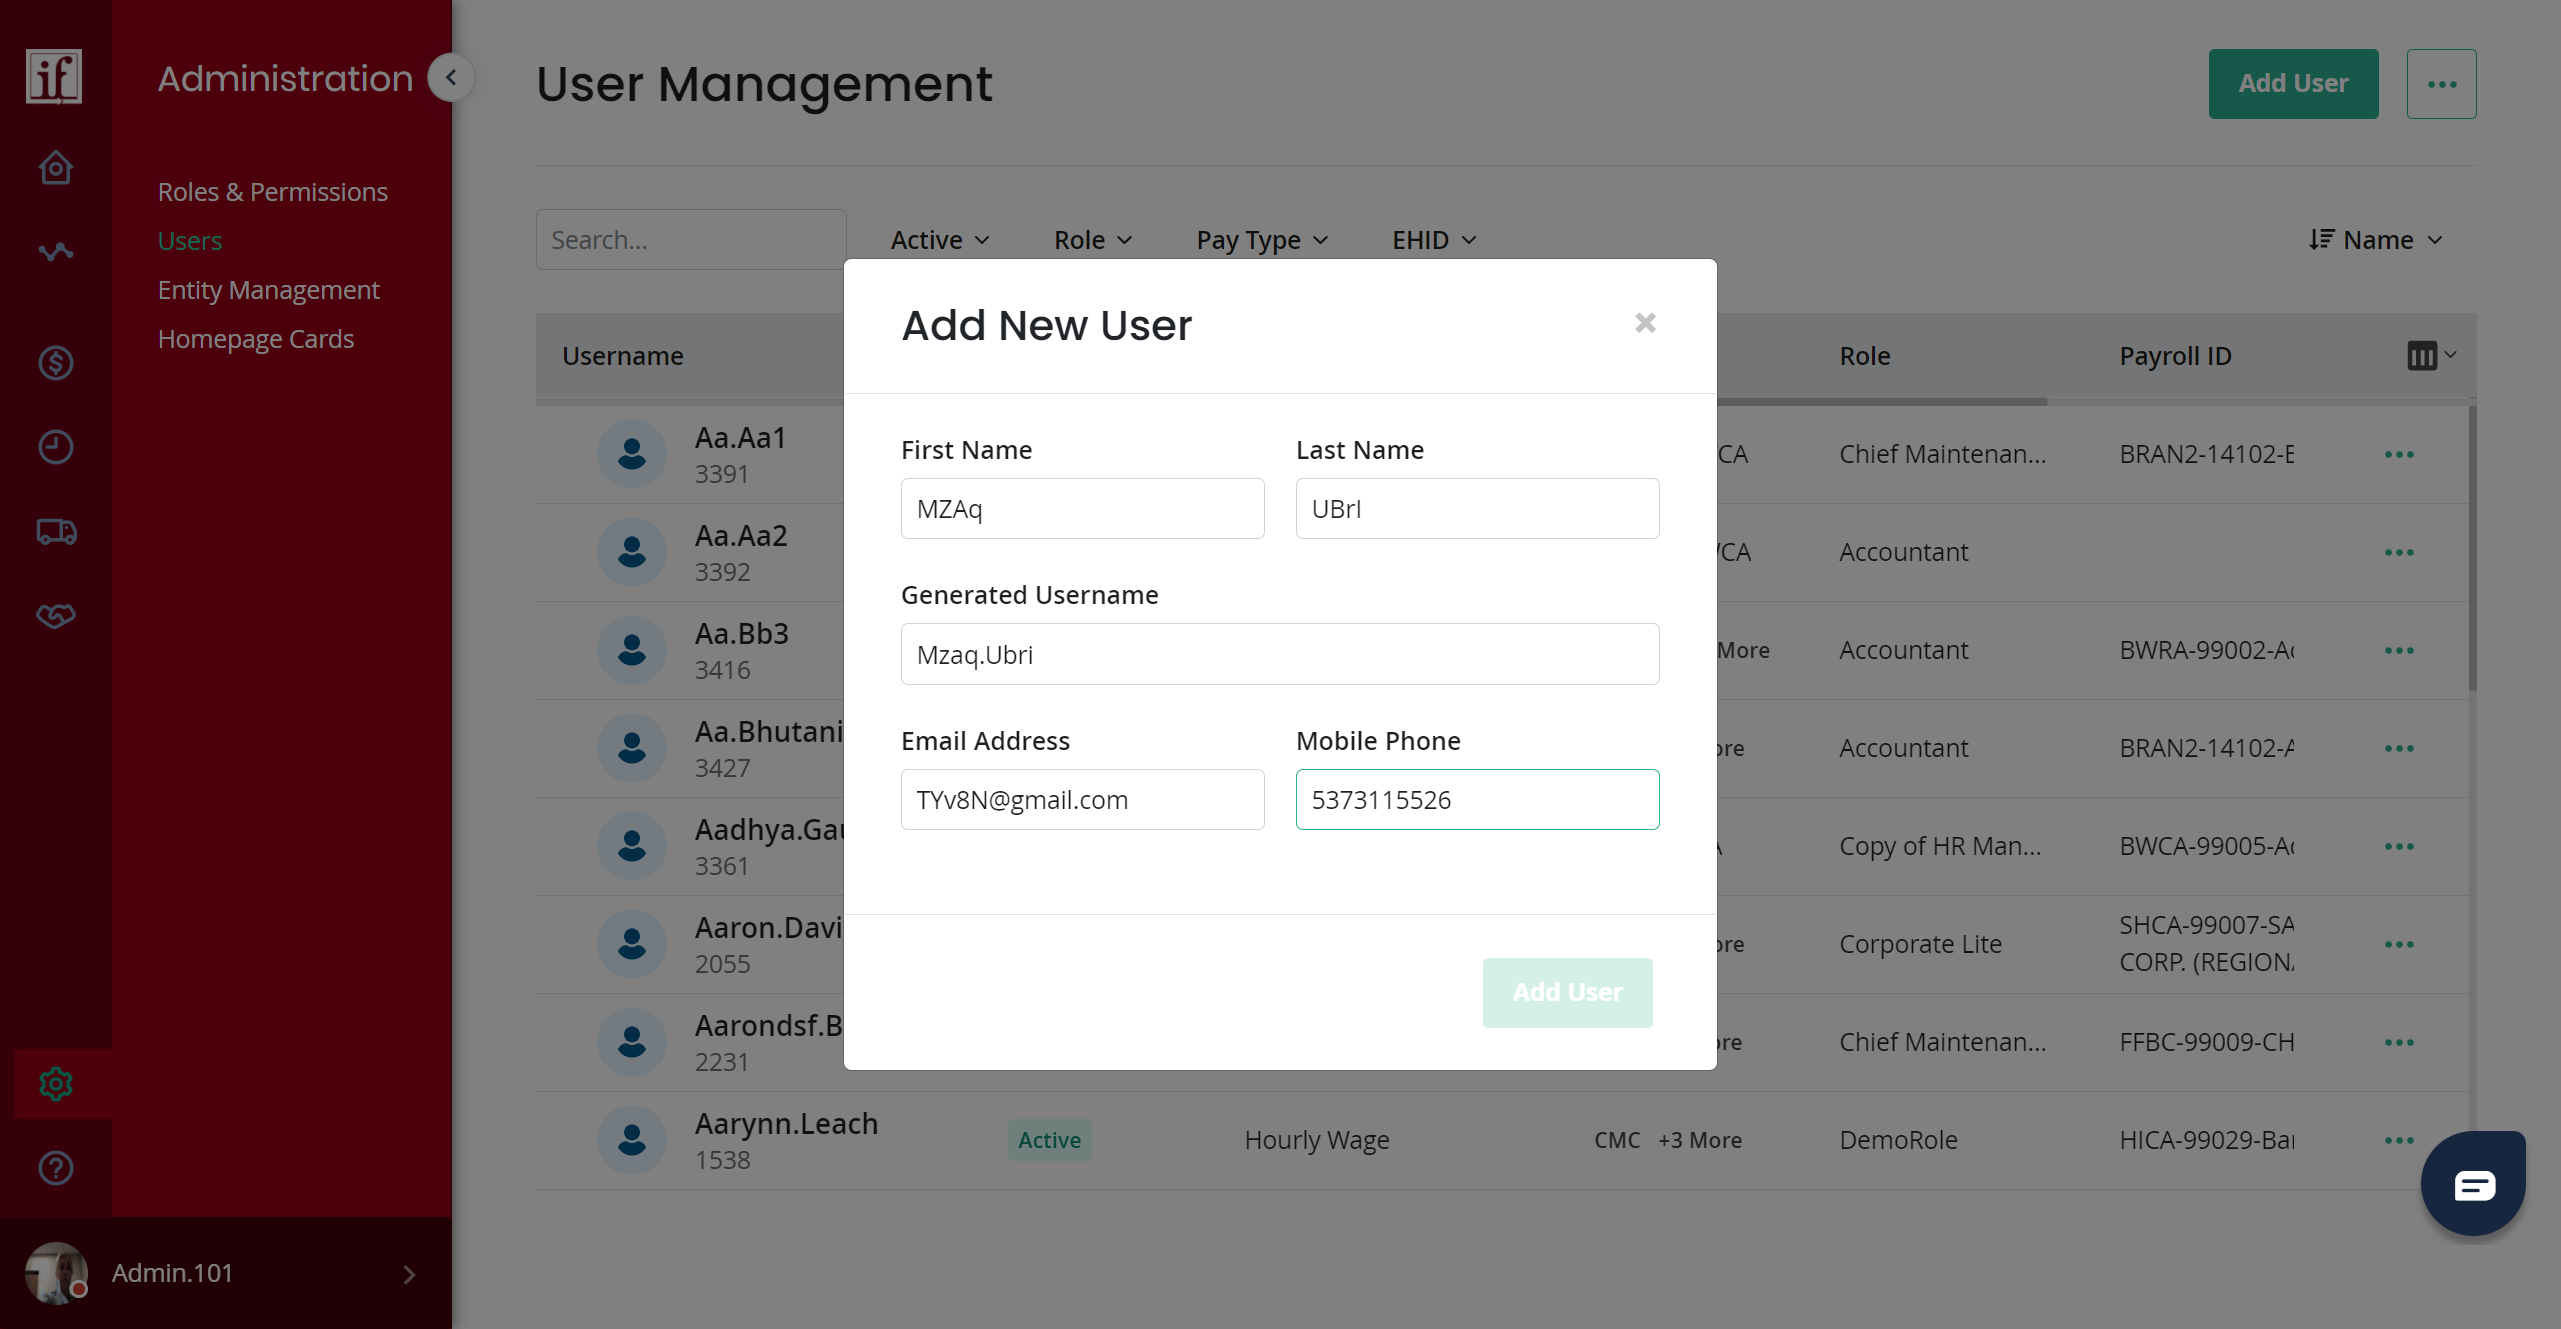 if
Administration
Roles & Permissions
Users
Entity Management
Homepage Cards
Admin.101
User Management
Add User
Search...
Active
Role
Pay Type
EHID
Name
Username
Role
Payroll ID
Aa.Aa1
3391
CA
Chief Maintenan...
BRAN2-14102-E
Aa.Aa2
3392
CA
Accountant
Aa.Bb3
3416
More
Accountant
BWRA-99002-A
Aa.Bhutani
3427
ore
Accountant
BRAN2-14102-A
Aadhya.Ga
3361
Copy of HR Man...
BWCA-99005-A
Aaron.Davi
2055
ore
Corporate Lite
SHCA-99007-SA
CORP. (REGION
Aarondsf.B
2231
ore
Chief Maintenan...
FFBC-99009-CH
Aarynn.Leach
1538
Active
Hourly Wage
CMC +3 More
DemoRole
HICA-99029-Ba
Add New User
First Name
Last Name
MZAq
UBrI
Generated Username
Mzaq.Ubri
Email Address
Mobile Phone
TYv8N@gmail.com
5373115526
Add User